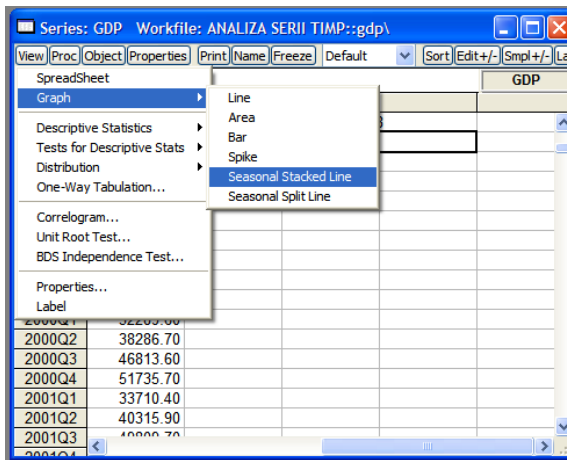 Series: GDP Workfile: ANALIZA SERII TIMP::gdp\
View Proc Object Properties Print Name Freeze Default Sort Edit+/- Smpl+/-
GDP
SpreadSheet
Graph
Descriptive Statistics
Tests for Descriptive Stats
Distribution
One-Way Tabulation...
Correlogram...
Unit Root Test...
BDS Independence Test...
Properties...
Label
Line
Area
Bar
Spike
Seasonal Stacked Line
Seasonal Split Line
2000Q2 38286.70
2000Q3 46813.60
2000Q4 51735.70
2001Q1 33710.40
2001Q2 40315.90
2001Q3